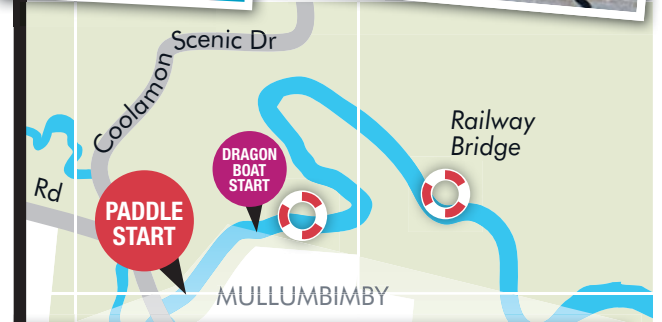 Coolamon Scenic Dr
Railway
Bridge
DRAGON
BOAT
START
Rd
PADDLE
START
MULLUMBIMBY